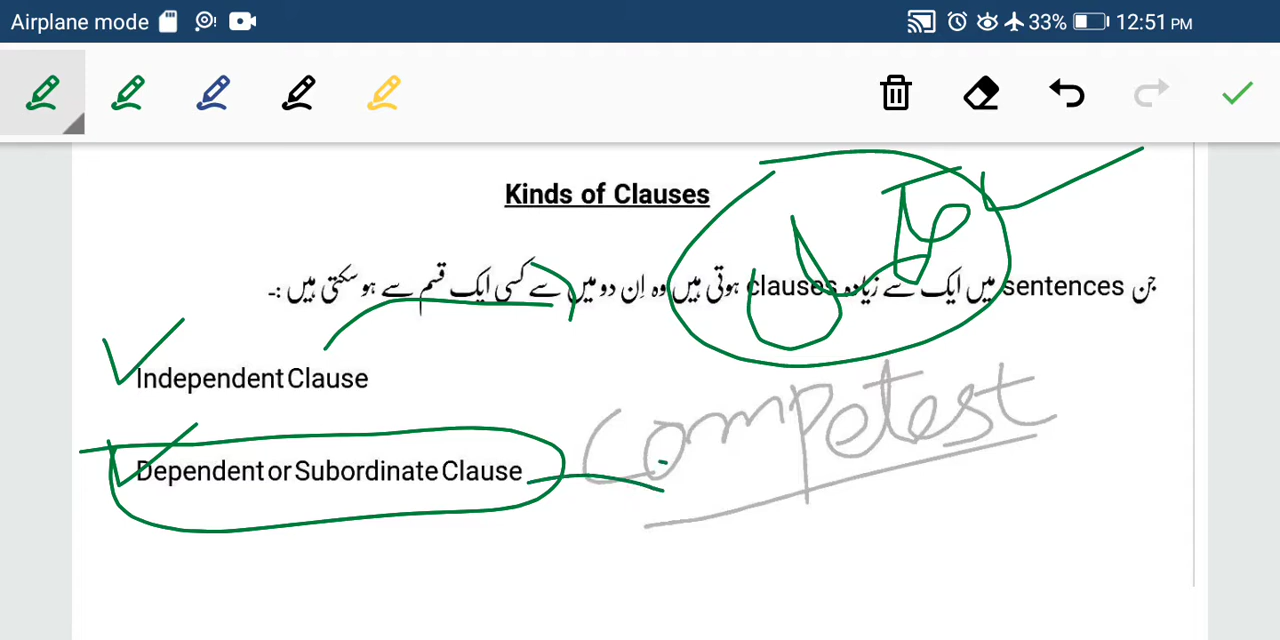 Airplane mode 33% 12:51 PM
Kinds of Clauses
جن sentences میں ایک سے زیادہ clauses ہوتی ہیں وہ اِن دو میں سے کسی ایک قسم سے ہو سکتی ہیں :۔
Independent Clause
Competest
Dependent or Subordinate Clause